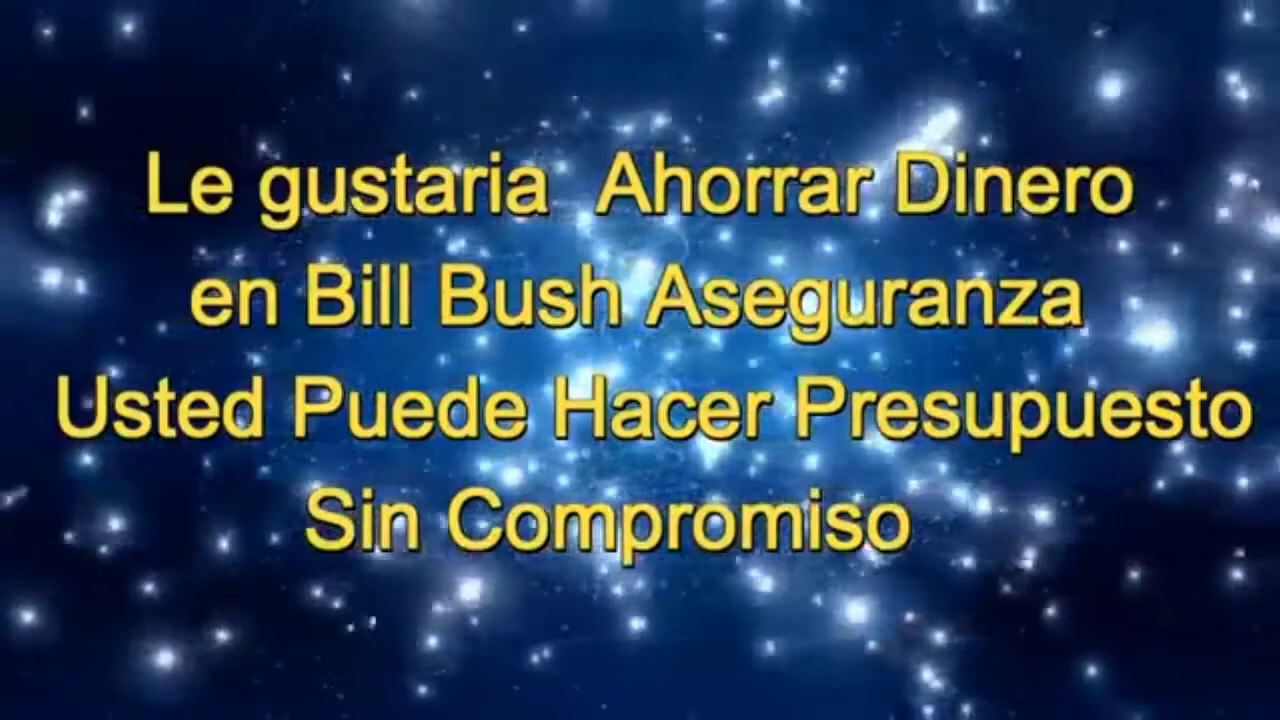 Le gustaria Ahorrar Dinero
en Bill Bush Aseguranza
Usted Puede Hacer Presupuesto
Sin Compromiso